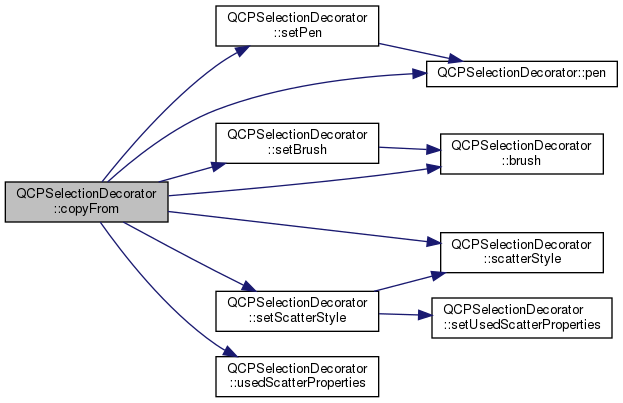 QCPSelectionDecorator
::setPen
QCPSelectionDecorator::pen
QCPSelectionDecorator
::setBrush
QCPSelectionDecorator
::brush
QCPSelectionDecorator
::copyFrom
QCPSelectionDecorator
::scatterStyle
QCPSelectionDecorator
::setScatterStyle
QCPSelectionDecorator
::setUsedScatterProperties
QCPSelectionDecorator
::usedScatterProperties